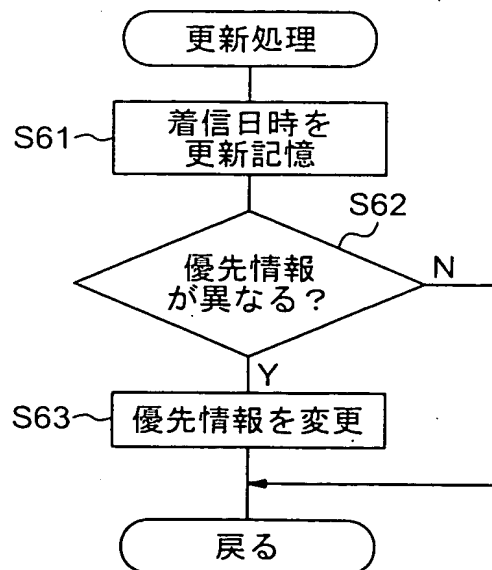 更新処理
S61
着信日時を
更新記憶
S62
優先情報
が異なる?
N
Y
S63
優先情報を変更
戻る